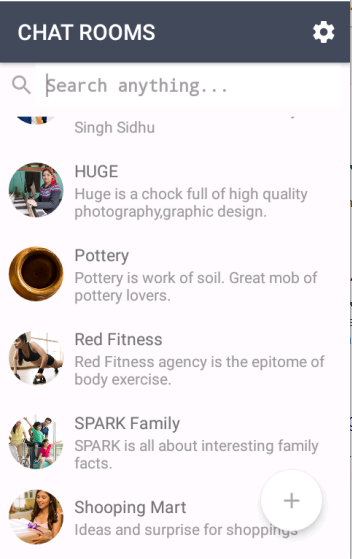 CHAT ROOMS
Search anything...
Singh Sidhu
HUGE
Huge is a chock full of high quality
photography,graphic design.
Pottery
Pottery is work of soil. Great mob of
pottery lovers.
Red Fitness
Red Fitness agency is the epitome of
body exercise.
SPARK Family
SPARK is all about interesting family
facts.
Shooping Mart
Ideas and surprise for shoppings